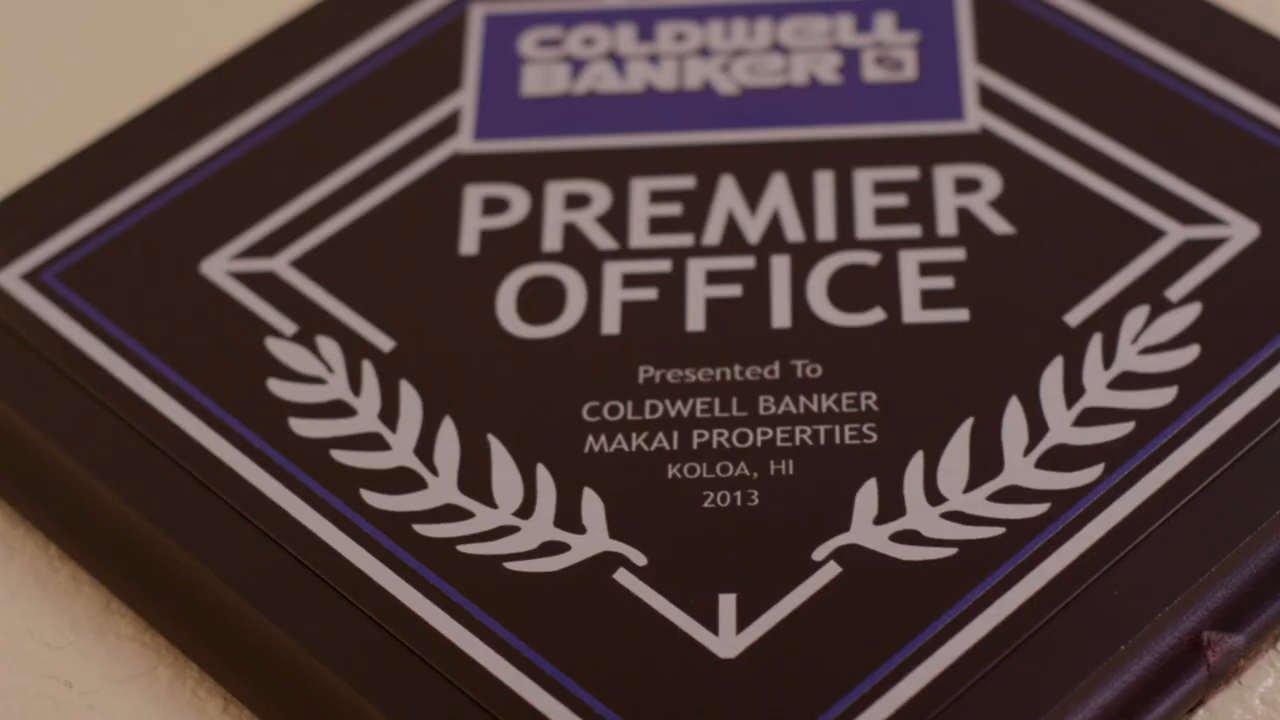 COLDWELL
BANKER
PREMIER
OFFICE
Presented To
COLDWELL BANKER
MAKAI PROPERTIES
KOLOA, HI
2013